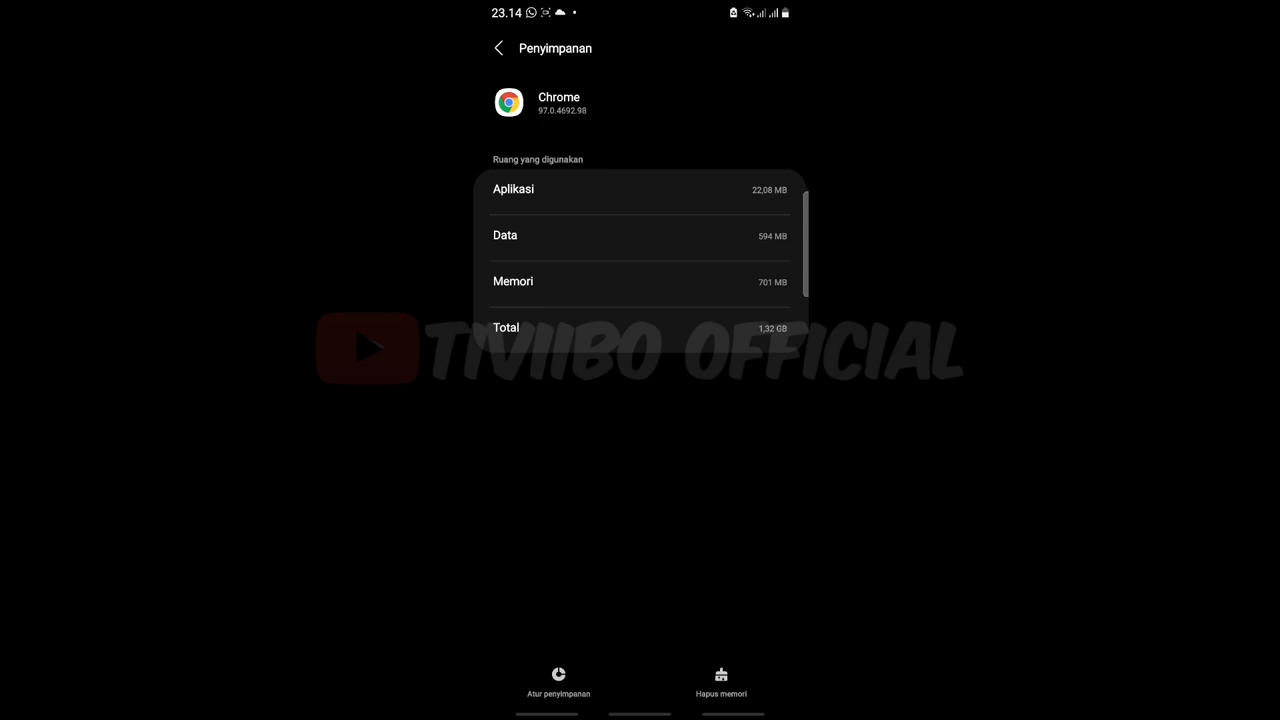 23.14
Penyimpanan
Chrome
97.0.4692.98
Ruang yang digunakan
Aplikasi 22,08 MB
Data 594 MB
Memori 701 MB
Total 1,32 GB
TIVIIBO OFFICIAL
Atur penyimpanan Hapus memori